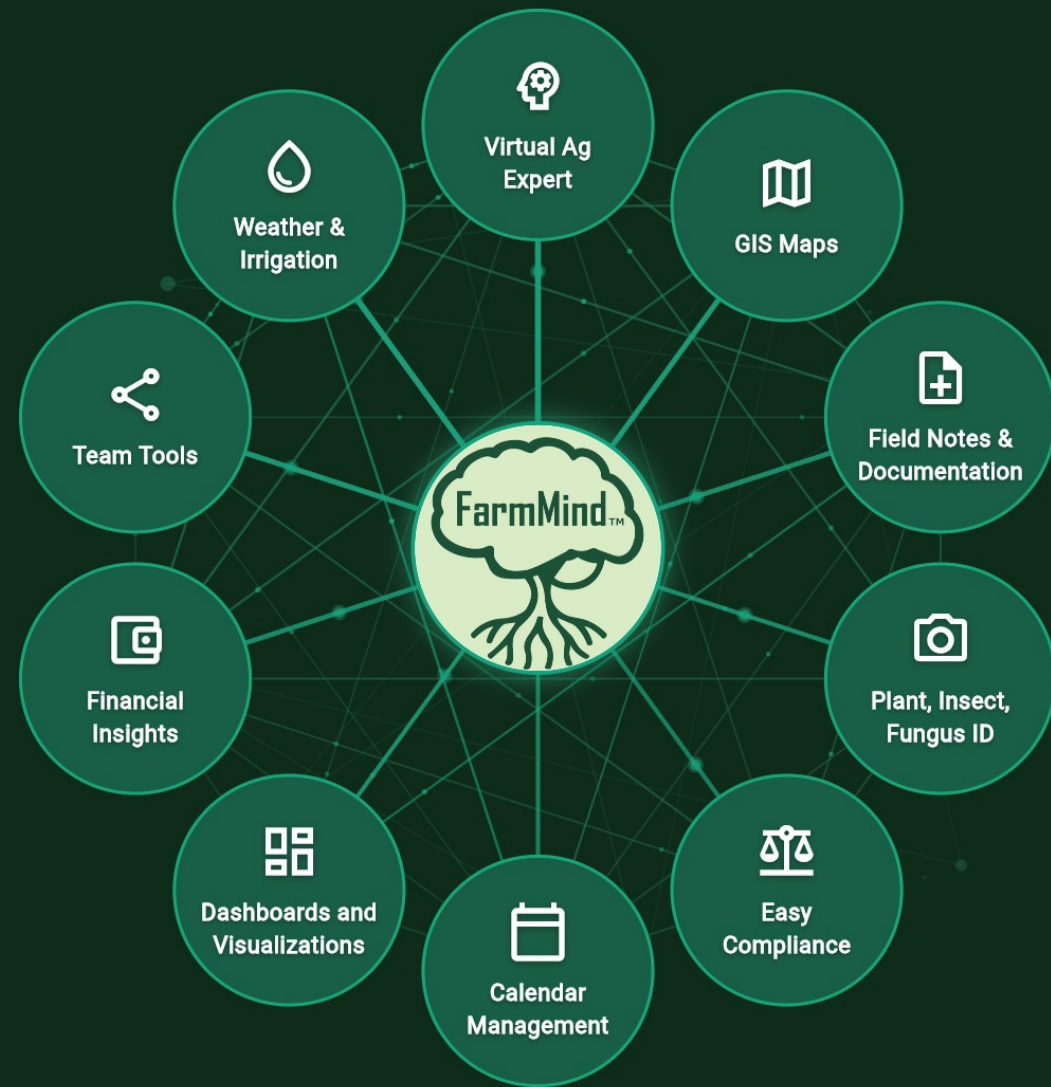 Virtual Ag
Expert
GIS Maps
Field Notes &
Documentation
Plant, Insect,
Fungus ID
Easy
Compliance
Calendar
Management
Dashboards and
Visualizations
Financial
Insights
Team Tools
Weather &
Irrigation
FarmMind™